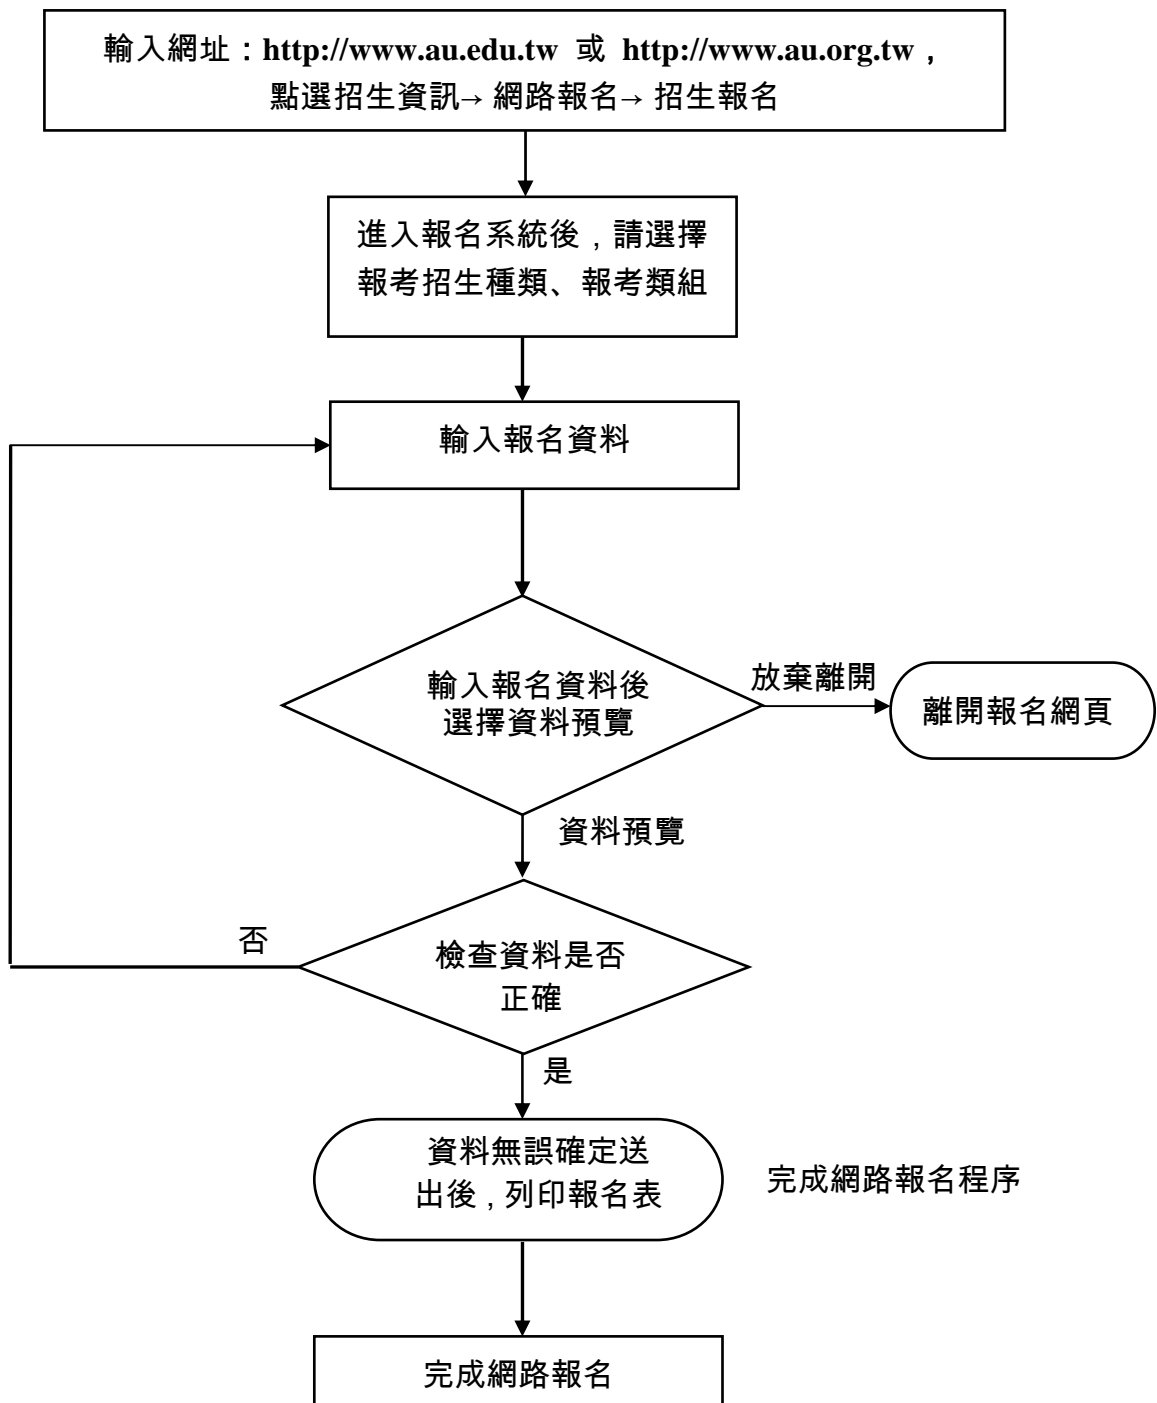 輸入網址：http://www.au.edu.tw 或 http://www.au.org.tw，
點選招生資訊→ 網路報名→ 招生報名
進入報名系統後，請選擇
報考招生種類、報考類組
輸入報名資料
輸入報名資料後
選擇資料預覽
放棄離開
離開報名網頁
資料預覽
否
檢查資料是否
正確
是
資料無誤確定送
出後，列印報名表
完成網路報名程序
完成網路報名